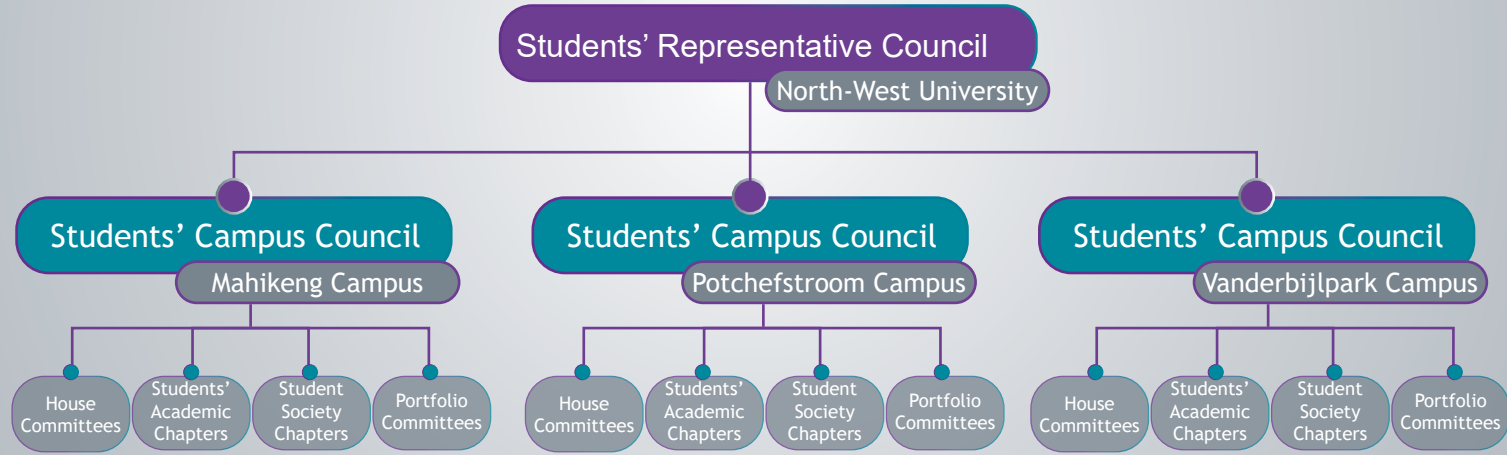 Students’ Representative Council
North-West University
Students’ Campus Council
Mahikeng Campus
Students’ Campus Council
Potchefstroom Campus
Students’ Campus Council
Vanderbijlpark Campus
House
Committees
Students’
Academic
Chapters
Student
Society
Chapters
Portfolio
Committees
House
Committees
Students’
Academic
Chapters
Student
Society
Chapters
Portfolio
Committees
House
Committees
Students’
Academic
Chapters
Student
Society
Chapters
Portfolio
Committees